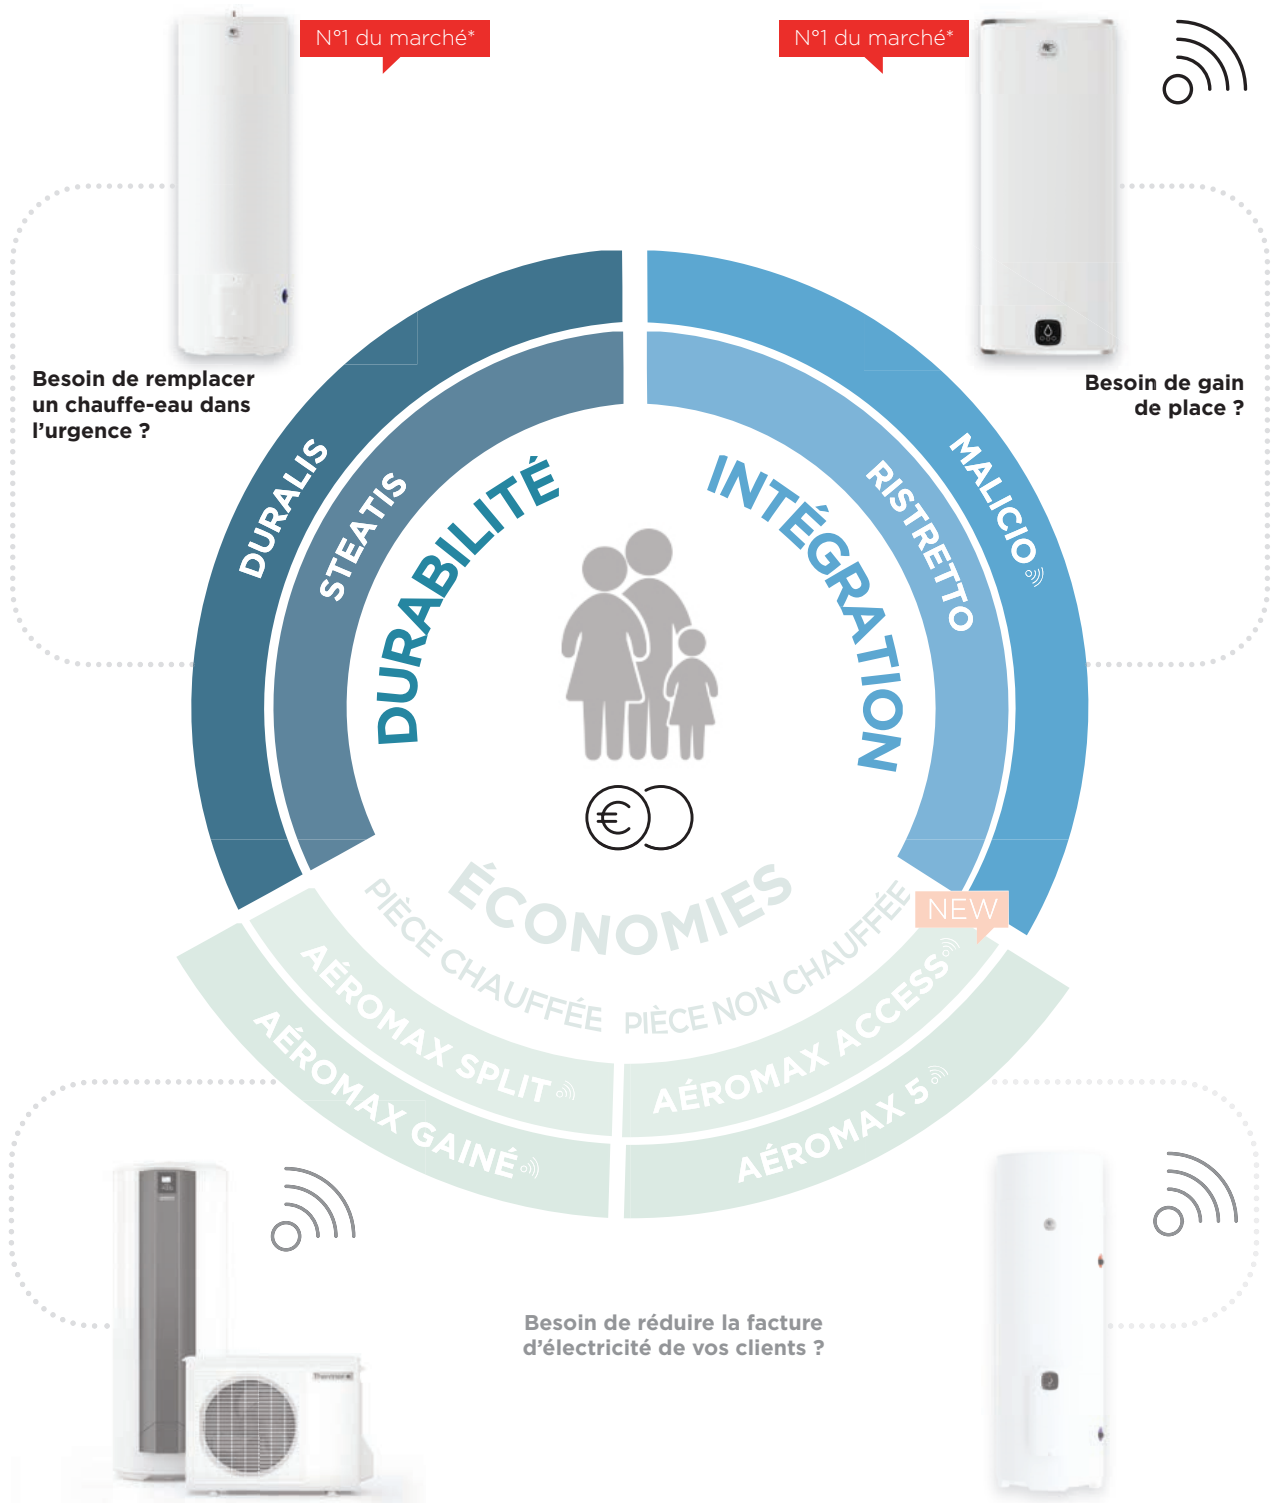 N°1 du marché*
N°1 du marché*
Besoin de remplacer
un chauffe-eau dans
l’urgence ?
Besoin de gain
de place ?
DURALIS
STEATIS
DURABILITÉ
INTÉGRATION
RISTRETTO
MALICIO
€
ÉCONOMIES
PIÈCE CHAUFFÉE
PIÈCE NON CHAUFFÉE
NEW
AÉROMAX SPLIT
AÉROMAX ACCESS
AÉROMAX GAINÉ
AÉROMAX 5
Besoin de réduire la facture
d’électricité de vos clients ?
Thermor